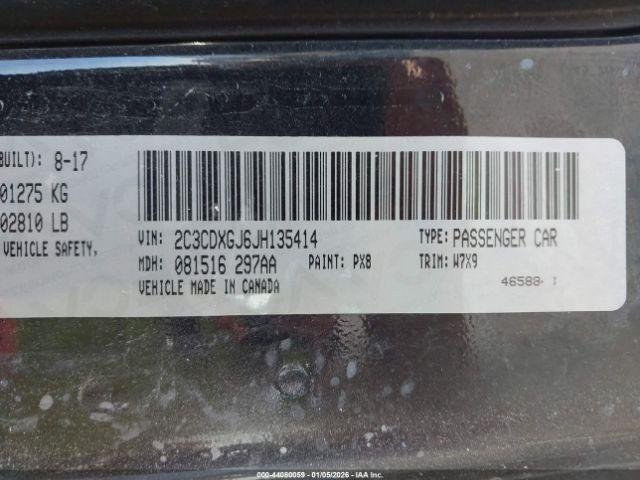 BUILT): 8-17
01275 KG
02810 LB
VEHICLE SAFETY,
VIN: 2C3CDXGJ6JH135414 TYPE: PASSENGER CAR
MDH: 081516 297AA PAINT: PX8 TRIM: W7X9
VEHICLE MADE IN CANADA 46588
000-44080059 | 01/05/2026 - IAA Inc.